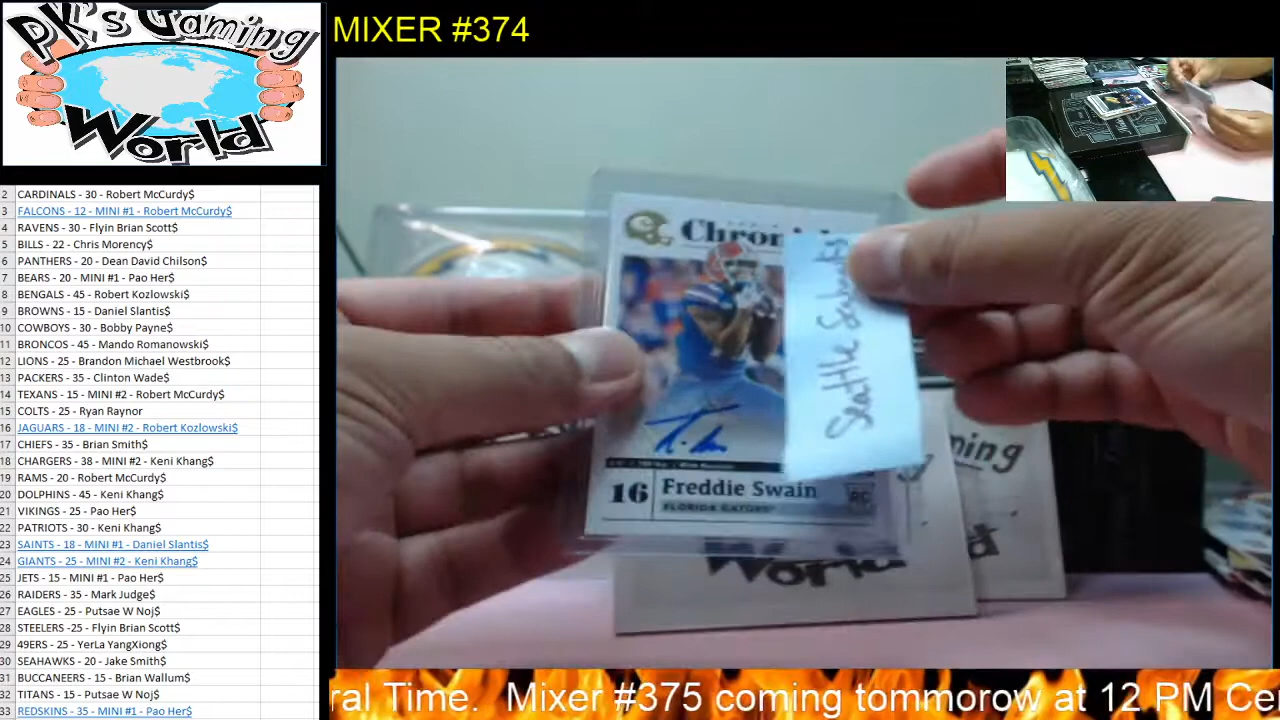 PK's Gaming
World
MIXER #374
2 CARDINALS - 30 - Robert McCurdy$
3 FALCONS - 12 - MINI #1 - Robert McCurdy$
4 RAVENS - 30 - Flyin Brian Scott$
5 BILLS - 22 - Chris Morency$
6 PANTHERS - 20 - Dean David Chilson$
7 BEARS - 20 - MINI #1 - Pao Her$
8 BENGALS - 45 - Robert Kozlowski$
9 BROWNS - 15 - Daniel Slantis$
10 COWBOYS - 30 - Bobby Payne$
11 BRONCOS - 45 - Mando Romanowski$
12 LIONS - 25 - Brandon Michael Westbrook$
13 PACKERS - 35 - Clinton Wade$
14 TEXANS - 15 - MINI #2 - Robert McCurdy$
15 COLTS - 25 - Ryan Raynor
16 JAGUARS - 18 - MINI #2 - Robert Kozlowski$
17 CHIEFS - 35 - Brian Smith$
18 CHARGERS - 38 - MINI #2 - Keni Khang$
19 RAMS - 20 - Robert McCurdy$
20 DOLPHINS - 45 - Keni Khang$
21 VIKINGS - 25 - Pao Her$
22 PATRIOTS - 30 - Keni Khang$
23 SAINTS - 18 - MINI #1 - Daniel Slantis$
24 GIANTS - 25 - MINI #2 - Keni Khang$
25 JETS - 15 - MINI #1 - Pao Her$
26 RAIDERS - 35 - Mark Judge$
27 EAGLES - 25 - Putsae W Noj$
28 STEELERS -25 - Flyin Brian Scott$
29 49ERS - 25 - YerLa YangXiong$
30 SEAHAWKS - 20 - Jake Smith$
31 BUCCANEERS - 15 - Brian Wallum$
32 TITANS - 15 - Putsae W Noj$
33 REDSKINS - 35 - MINI #1 - Pao Her$
Chroni
Seattle
16 Freddie Swain RC
FLORIDA GATORS
ming
World
ral Time. Mixer #375 coming tommorow at 12 PM Ce